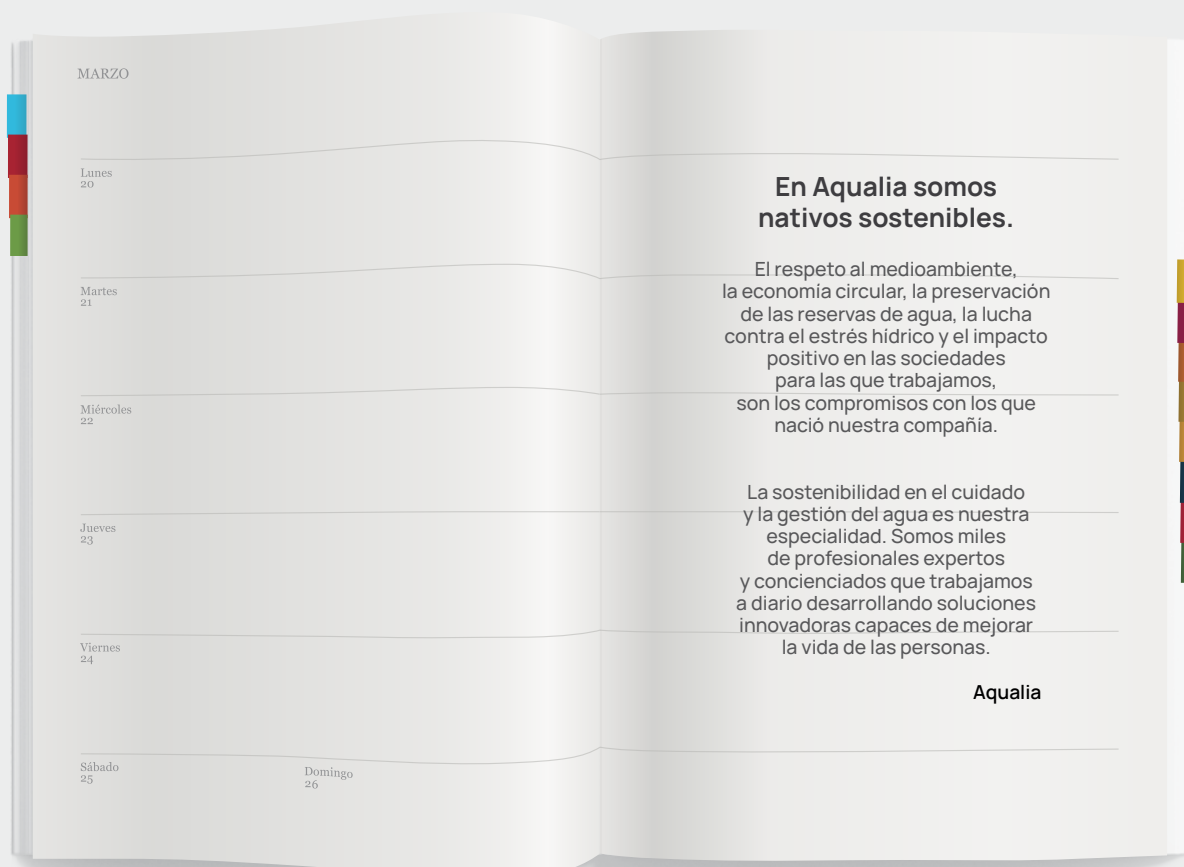 MARZO
Lunes
20
Martes
21
Miércoles
22
Jueves
23
Viernes
24
Sábado
25
Domingo
26
En Aqualia somos
nativos sostenibles.
El respeto al medioambiente,
la economía circular, la preservación
de las reservas de agua, la lucha
contra el estrés hídrico y el impacto
positivo en las sociedades
para las que trabajamos,
son los compromisos con los que
nació nuestra compañía.
La sostenibilidad en el cuidado
y la gestión del agua es nuestra
especialidad. Somos miles
de profesionales expertos
y concienciados que trabajamos
a diario desarrollando soluciones
innovadoras capaces de mejorar
la vida de las personas.
Aqualia